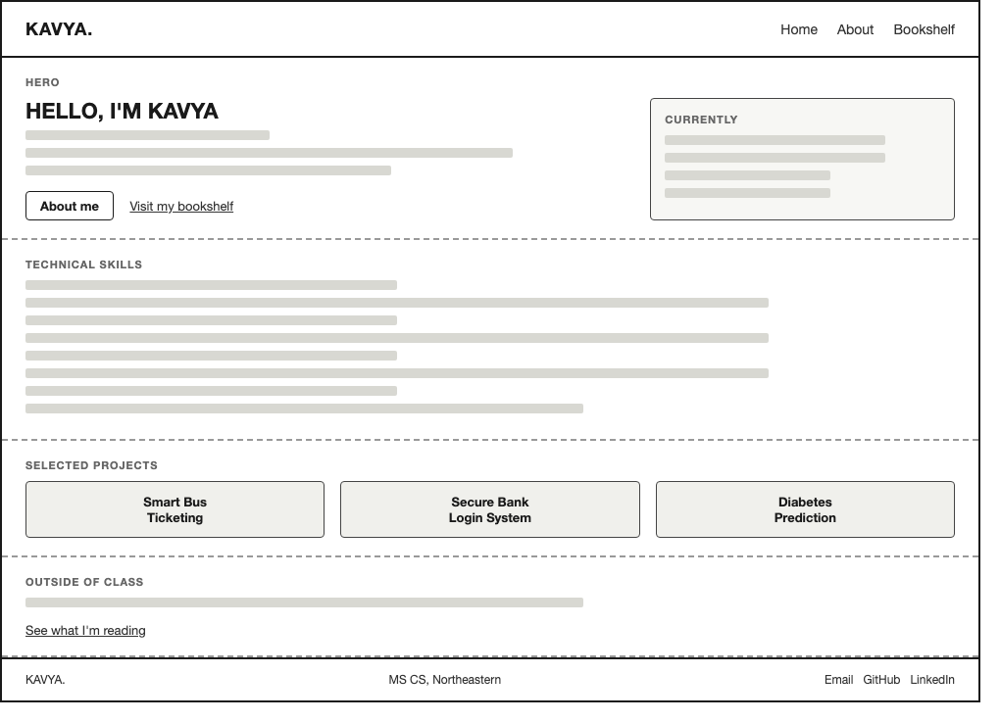 KAVYA.
Home About Bookshelf
HERO
HELLO, I'M KAVYA
About me Visit my bookshelf
CURRENTLY
TECHNICAL SKILLS
SELECTED PROJECTS
Smart Bus
Ticketing
Secure Bank
Login System
Diabetes
Prediction
OUTSIDE OF CLASS
See what I'm reading
KAVYA.
MS CS, Northeastern
Email GitHub LinkedIn